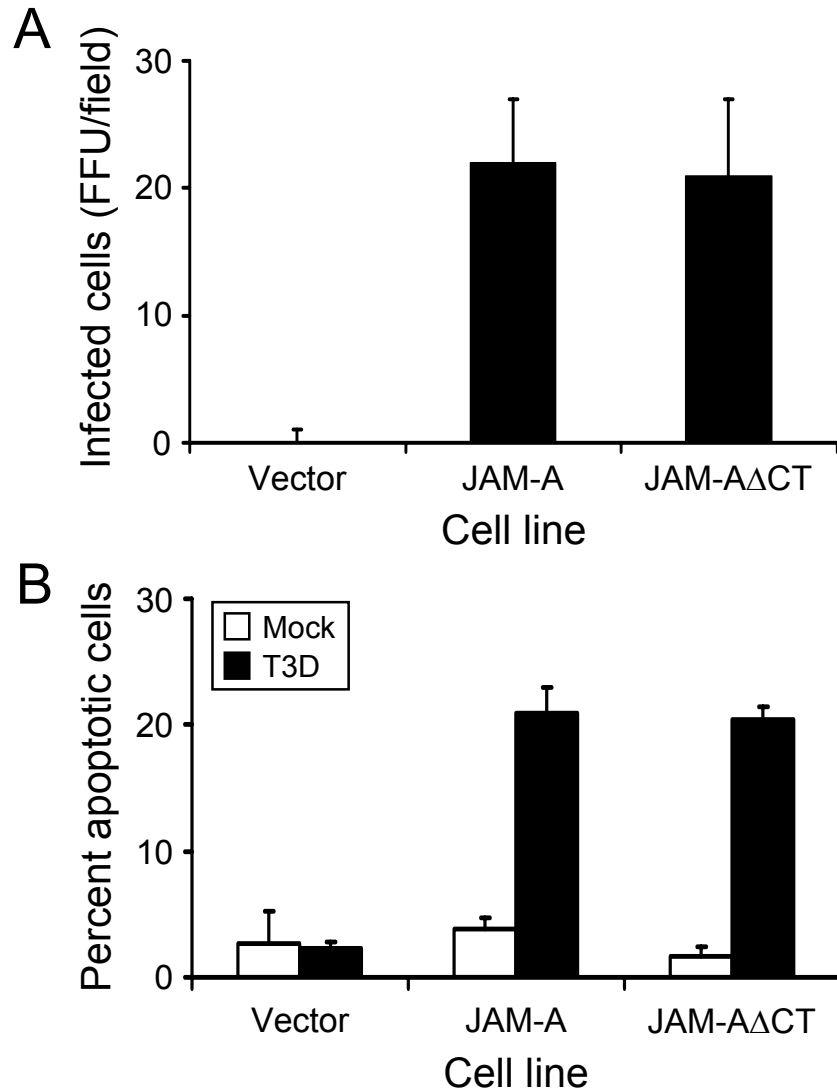 A
Infected cells (FFU/field)
30
20
10
0
Vector JAM-A JAM-AΔCT
Cell line
B
Percent apoptotic cells
30
20
10
0
Mock
T3D
Vector JAM-A JAM-AΔCT
Cell line